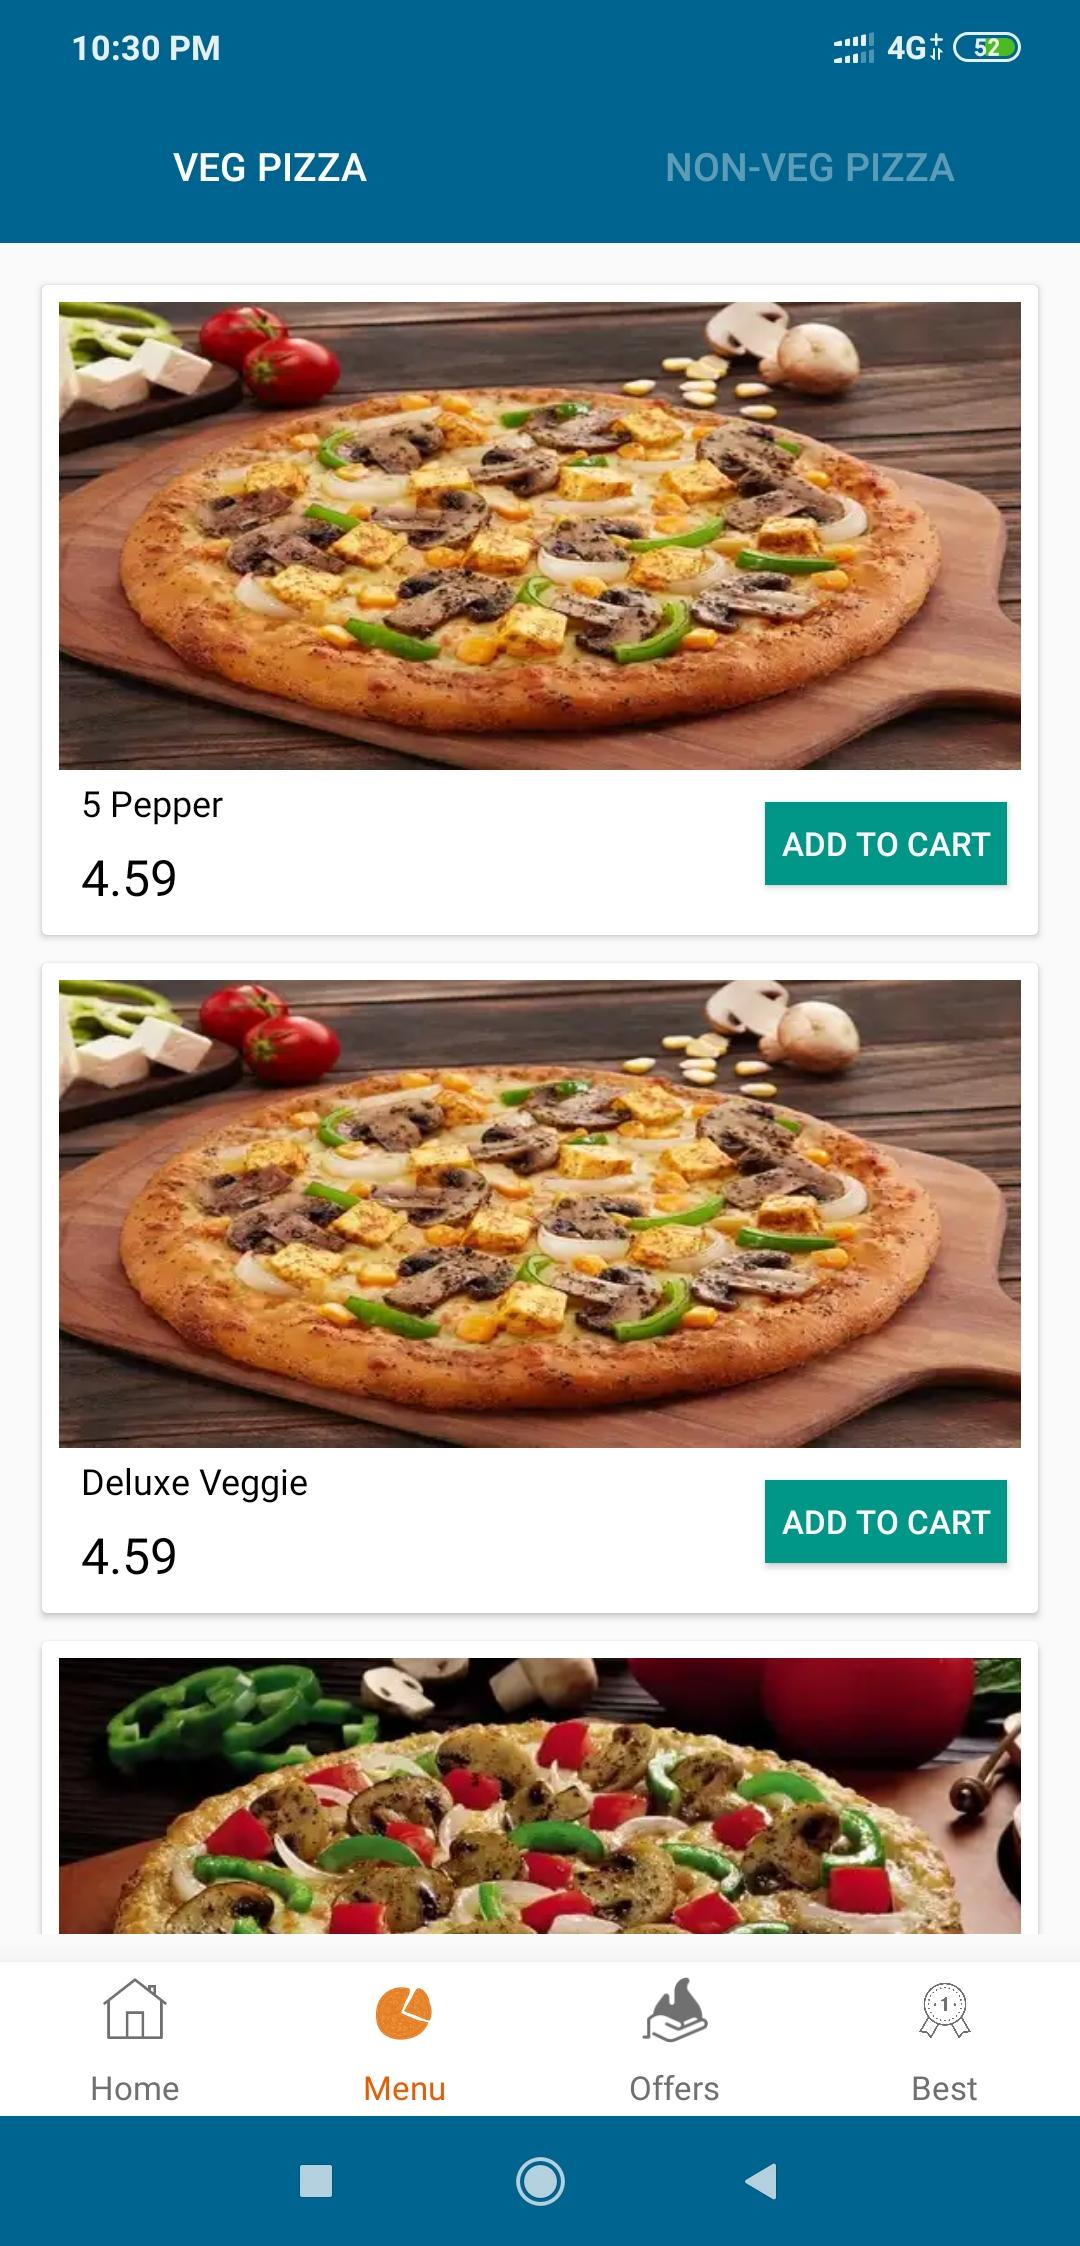 10:30 PM 4G+ 52
VEG PIZZA NON-VEG PIZZA
5 Pepper
4.59
ADD TO CART
Deluxe Veggie
4.59
ADD TO CART
1
Home Menu Offers Best